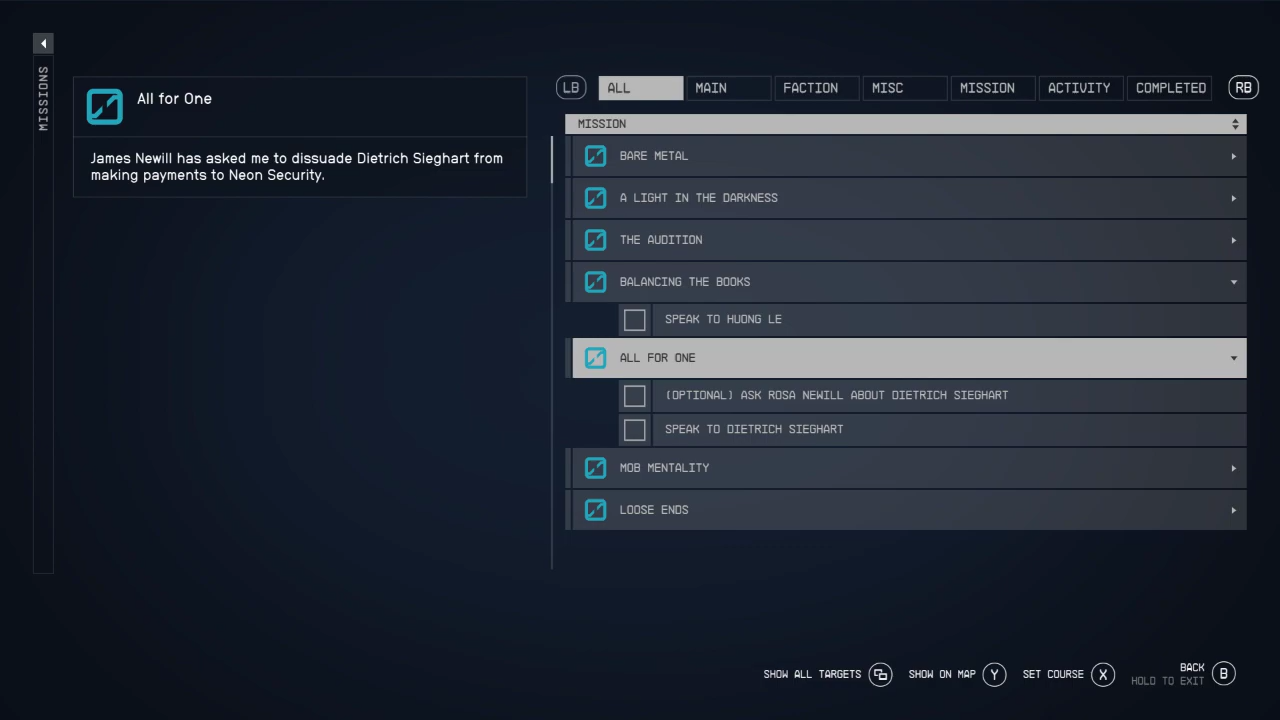 MISSIONS
All for One
James Newill has asked me to dissuade Dietrich Sieghart from
making payments to Neon Security.
LB ALL MAIN FACTION MISC MISSION ACTIVITY COMPLETED RB
MISSION
BARE METAL
A LIGHT IN THE DARKNESS
THE AUDITION
BALANCING THE BOOKS
SPEAK TO HUONG LE
ALL FOR ONE
(OPTIONAL) ASK ROSA NEWILL ABOUT DIETRICH SIEGHART
SPEAK TO DIETRICH SIEGHART
MOB MENTALITY
LOOSE ENDS
SHOW ALL TARGETS SHOW ON MAP Y SET COURSE X BACK B
HOLD TO EXIT